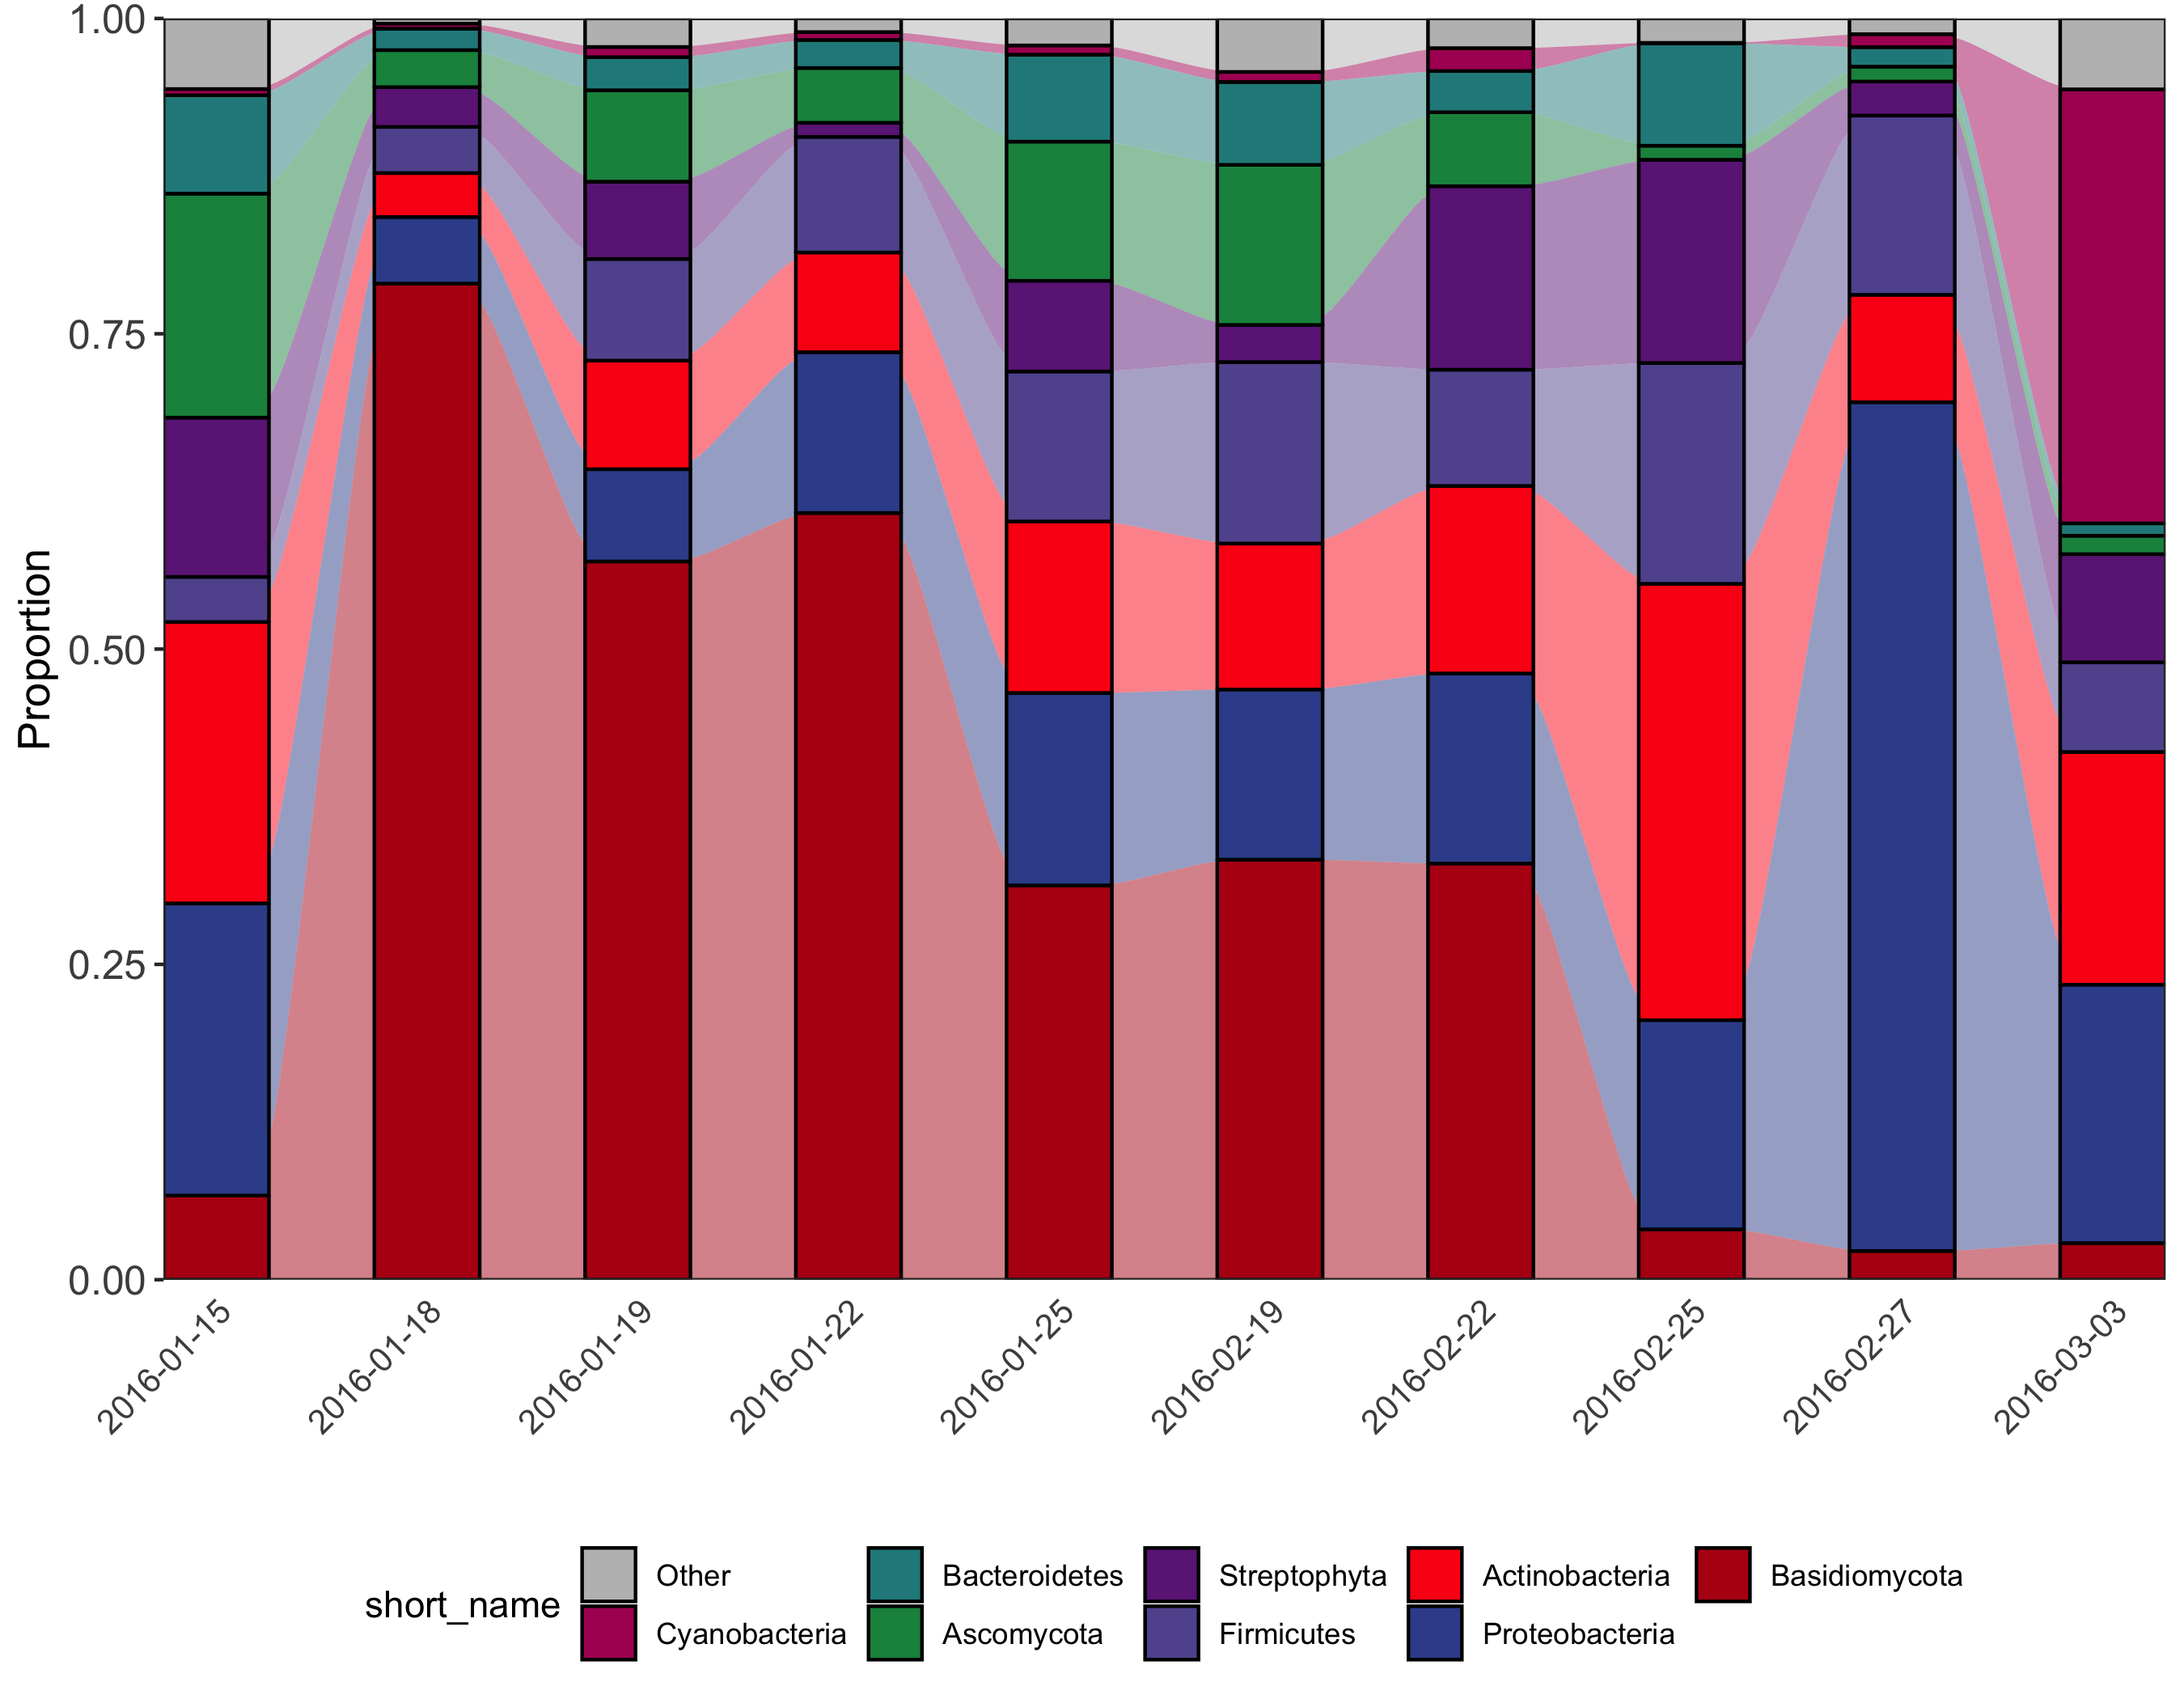 Proportion
1.00
0.75
0.50
0.25
0.00
2016-01-15
2016-01-18
2016-01-19
2016-01-22
2016-01-25
2016-02-19
2016-02-22
2016-02-25
2016-02-27
2016-03-03
short_name
Other
Bacteroidetes
Streptophyta
Actinobacteria
Basidiomycota
Cyanobacteria
Ascomycota
Firmicutes
Proteobacteria